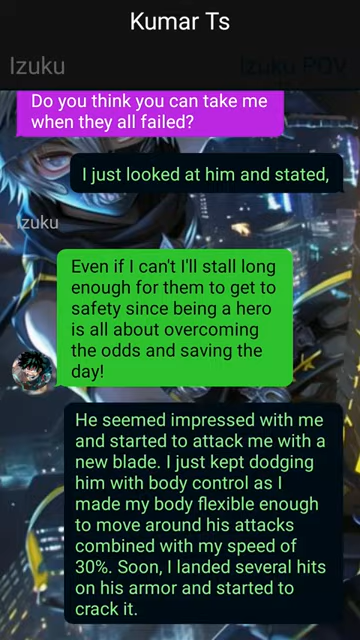 Kumar Ts
Izuku
Izuku POV
Do you think you can take me
when they all failed?
I just looked at him and stated,
Izuku
Even if I can't I'll stall long
enough for them to get to
safety since being a hero
is all about overcoming
the odds and saving the
day!
He seemed impressed with me
and started to attack me with a
new blade. I just kept dodging
him with body control as I
made my body flexible enough
to move around his attacks
combined with my speed of
30%. Soon, I landed several hits
on his armor and started to
crack it.